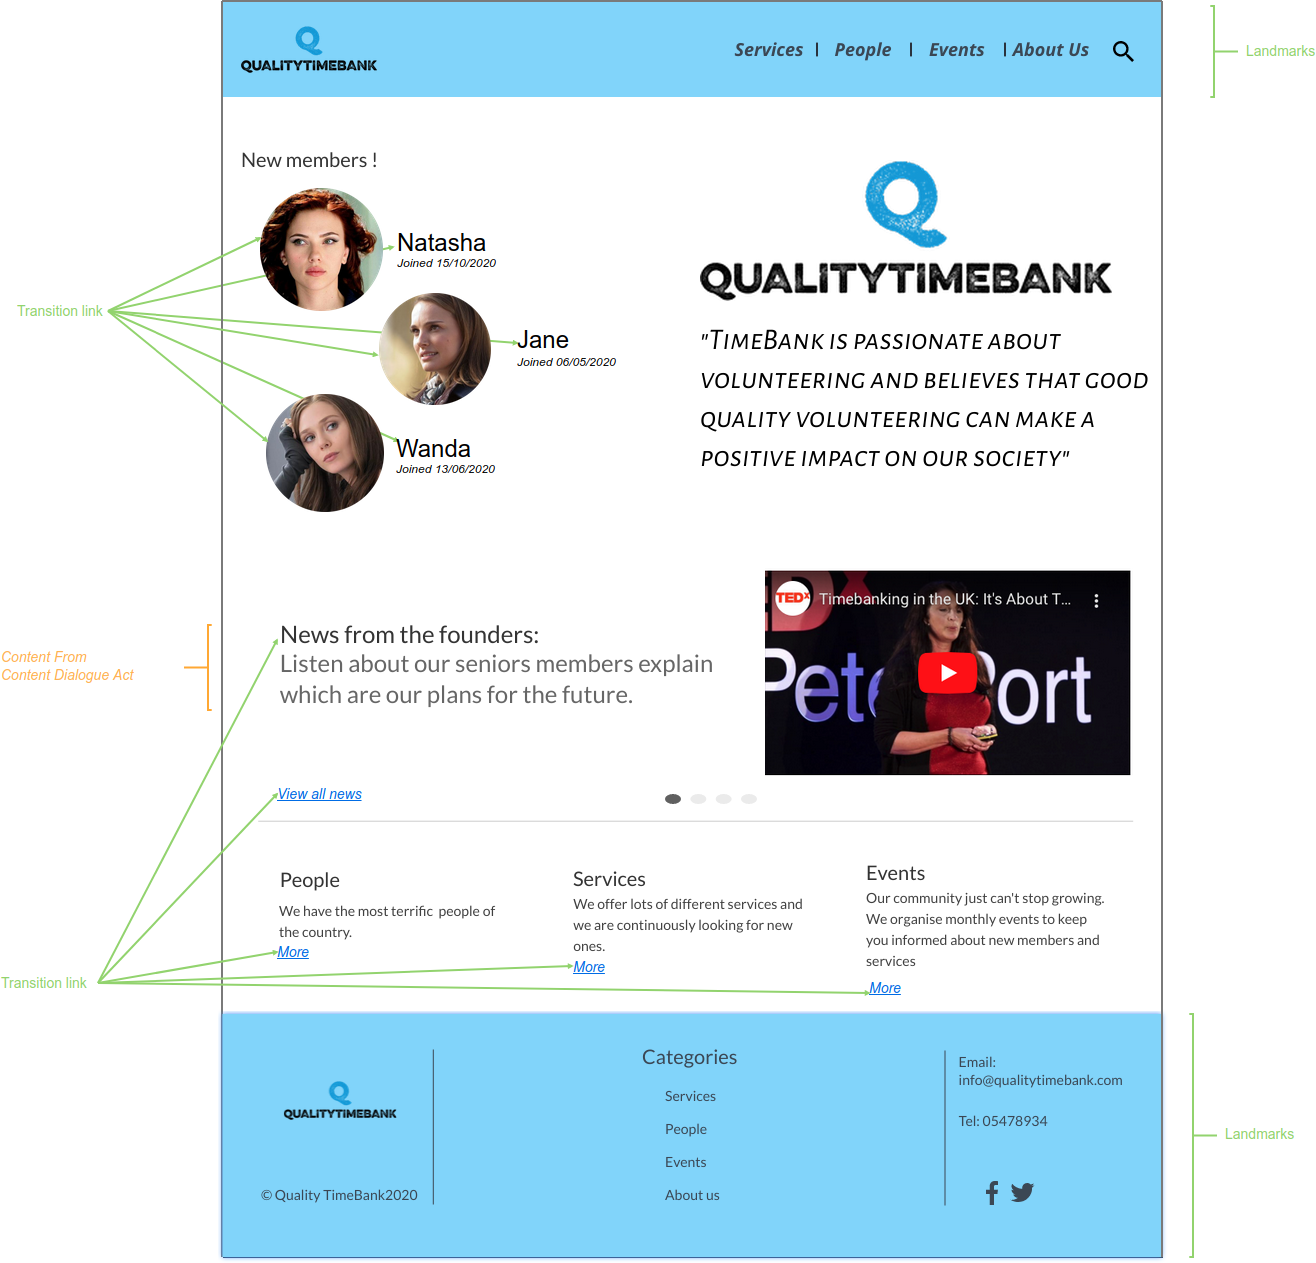 QUALITYTIMEBANK
Services
People
Events
About Us
Landmarks
New members !
Natasha
Joined 15/10/2020
Transition link
Jane
Joined 06/05/2020
Wanda
Joined 13/06/2020
QUALITYTIMEBANK
"TIMEBANK IS PASSIONATE ABOUT
VOLUNTEERING AND BELIEVES THAT GOOD
QUALITY VOLUNTEERING CAN MAKE A
POSITIVE IMPACT ON OUR SOCIETY"
Content From
Content Dialogue Act
News from the founders:
Listen about our seniors members explain
which are our plans for the future.
TEDx
Timebanking in the UK: It's About T...
Pete
Port
View all news
People
We have the most terrific people of
the country.
More
Services
We offer lots of different services and
we are continuously looking for new
ones.
More
Events
Our community just can't stop growing.
We organise monthly events to keep
you informed about new members and
services
More
Transition link
QUALITYTIMEBANK
© Quality TimeBank2020
Categories
Services
People
Events
About us
Email:
info@qualitytimebank.com
Tel: 05478934
Landmarks